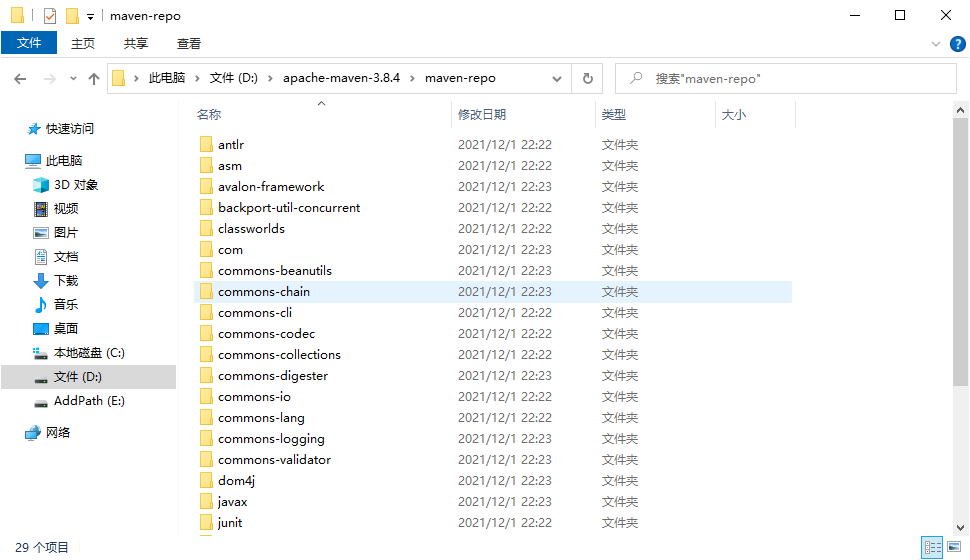 maven-repo
文件 主页 共享 查看
此电脑 文件 (D:) apache-maven-3.8.4 maven-repo 搜索"maven-repo"
名称 修改日期 类型 大小
快速访问
此电脑
3D 对象
视频
图片
文档
下载
音乐
桌面
本地磁盘 (C:)
文件 (D:)
AddPath (E:)
网络
antlr 2021/12/1 22:22 文件夹
asm 2021/12/1 22:22 文件夹
avalon-framework 2021/12/1 22:23 文件夹
backport-util-concurrent 2021/12/1 22:22 文件夹
classworlds 2021/12/1 22:22 文件夹
com 2021/12/1 22:23 文件夹
commons-beanutils 2021/12/1 22:23 文件夹
commons-chain 2021/12/1 22:23 文件夹
commons-cli 2021/12/1 22:22 文件夹
commons-codec 2021/12/1 22:22 文件夹
commons-collections 2021/12/1 22:22 文件夹
commons-digester 2021/12/1 22:23 文件夹
commons-io 2021/12/1 22:22 文件夹
commons-lang 2021/12/1 22:22 文件夹
commons-logging 2021/12/1 22:23 文件夹
commons-validator 2021/12/1 22:23 文件夹
dom4j 2021/12/1 22:23 文件夹
javax 2021/12/1 22:23 文件夹
junit 2021/12/1 22:22 文件夹
29 个项目